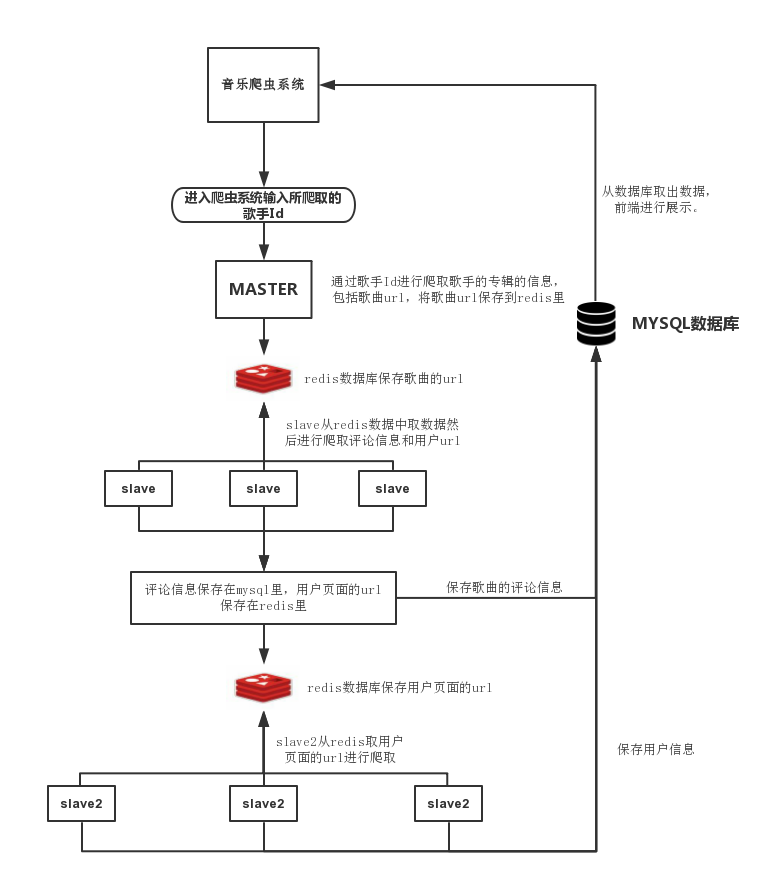 音乐爬虫系统
从数据库取出数据,
前端进行展示。
进入爬虫系统输入所爬取的
歌手Id
MASTER
通过歌手Id进行爬取歌手的专辑的信息,
包括歌曲url, 将歌曲url保存到redis里
MYSQL数据库
redis数据库保存歌曲的url
slave从redis数据中取数据然
后进行爬取评论信息和用户url
slave
slave
slave
评论信息保存在mysql里, 用户页面的url
保存在redis里
保存歌曲的评论信息
redis数据库保存用户页面的url
slave2从redis取用户
页面的url进行爬取
保存用户信息
slave2
slave2
slave2